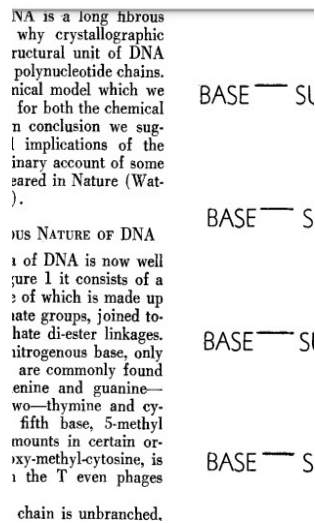 NA is a long fibrous
why crystallographic
ructural unit of DNA
polynucleotide chains.
nical model which we
for both the chemical
n conclusion we sug-
l implications of the
inary account of some
eared in Nature (Wat-
).
OUS NATURE OF DNA
a of DNA is now well
gure 1 it consists of a
e of which is made up
hate groups, joined to-
hate di-ester linkages.
nitrogenous base, only
are commonly found
enine and guanine—
wo—thymine and cy-
fifth base, 5-methyl
mounts in certain or-
oxy-methyl-cytosine, is
n the T even phages
chain is unbranched,
BASE — SU
BASE — S
BASE — SU
BASE — S